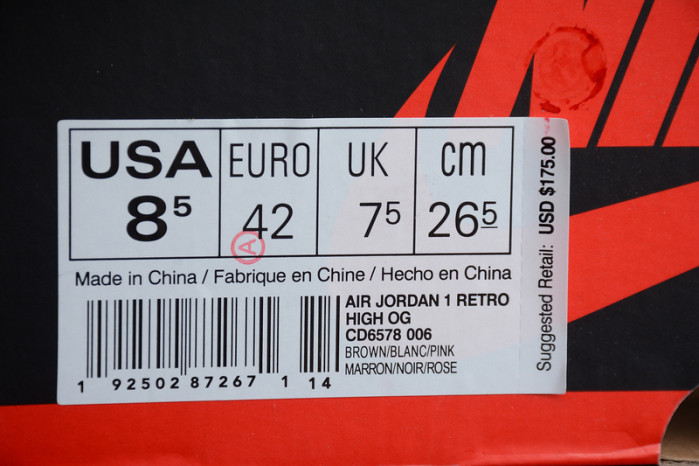 USA EURO UK CM
8⁵ 42 7⁵ 26⁵
A
Made in China / Fabrique en Chine / Hecho en China
AIR JORDAN 1 RETRO
HIGH OG
CD6578 006
BROWN/BLANC/PINK
MARRON/NOIR/ROSE
1 92502 87267 1 14
Suggested Retail: USD $175.00